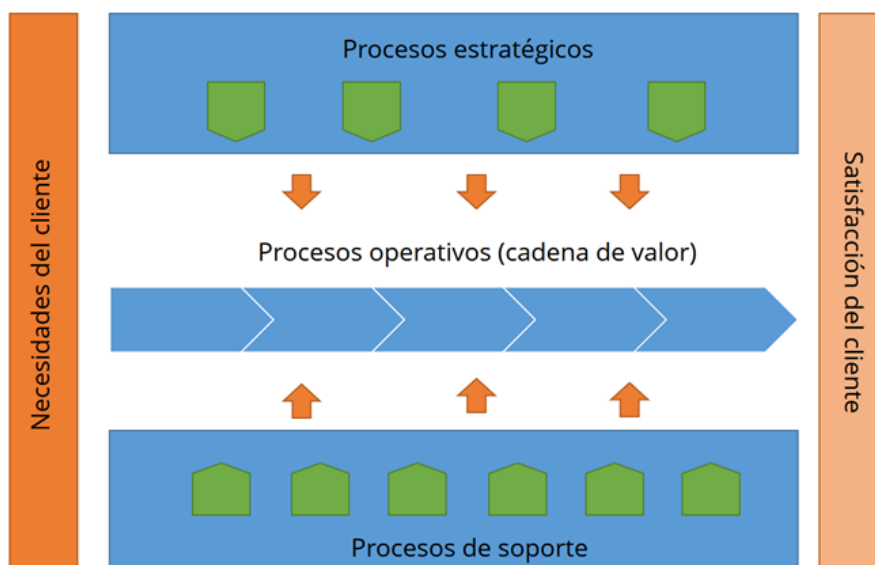 Necesidades del cliente
Procesos estratégicos
Procesos operativos (cadena de valor)
Procesos de soporte
Satisfacción del cliente